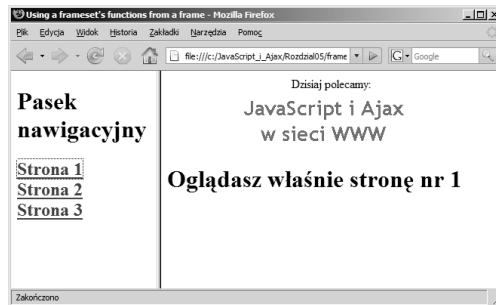 Using a frameset's functions from a frame - Mozilla Firefox
Plik Edycja Widok Historia Zakładki Narzędzia Pomoc
file:///c:/JavaScript_i_Ajax/Rozdzial05/frame
Google
Pasek
nawigacyjny
Strona 1
Strona 2
Strona 3
Dzisiaj polecamy:
JavaScript i Ajax
w sieci WWW
Oglądasz właśnie stronę nr 1
Zakończono